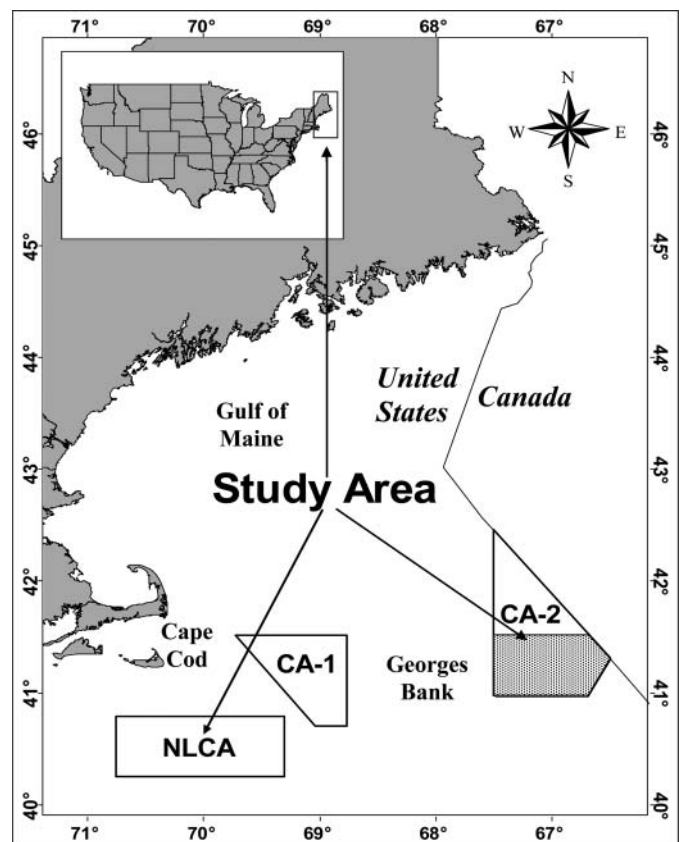 71° 70° 69° 68° 67°
N
W E
S
46° 46°
45° 45°
44° 44°
United
States
Canada
Gulf of
Maine
43° 43°
Study Area
42° 42°
CA-2
Cape
Cod
CA-1
Georges
Bank
41° 41°
NLCA
40° 40°
71° 70° 69° 68° 67°